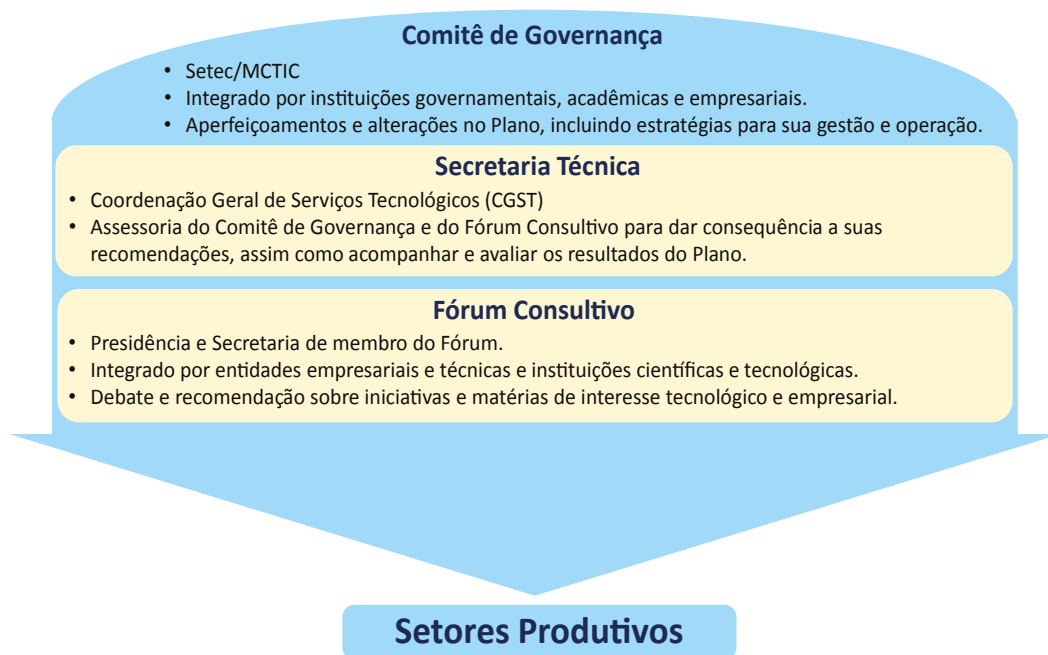 Comitê de Governança
• Setec/MCTIC
• Integrado por instituições governamentais, acadêmicas e empresariais.
• Aperfeiçoamentos e alterações no Plano, incluindo estratégias para sua gestão e operação.
Secretaria Técnica
• Coordenação Geral de Serviços Tecnológicos (CGST)
• Assessoria do Comitê de Governança e do Fórum Consultivo para dar consequência a suas
recomendações, assim como acompanhar e avaliar os resultados do Plano.
Fórum Consultivo
• Presidência e Secretaria de membro do Fórum.
• Integrado por entidades empresariais e técnicas e instituições científicas e tecnológicas.
• Debate e recomendação sobre iniciativas e matérias de interesse tecnológico e empresarial.
Setores Produtivos